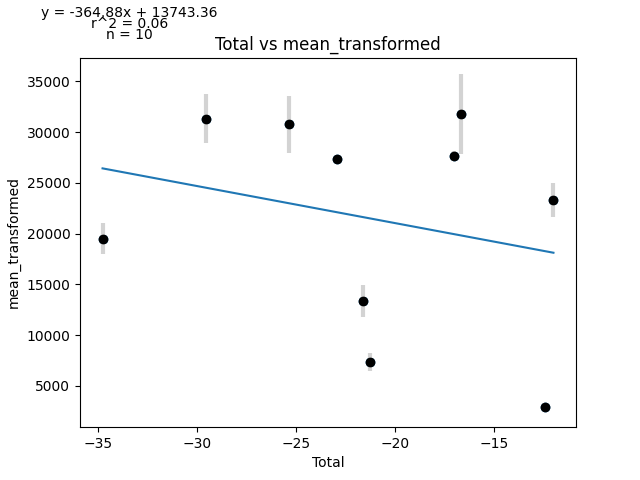 y = -364.88x + 13743.36
r^2 = 0.06
n = 10
Total vs mean_transformed
mean_transformed
35000
30000
25000
20000
15000
10000
5000
−35
−30
−25
−20
−15
Total